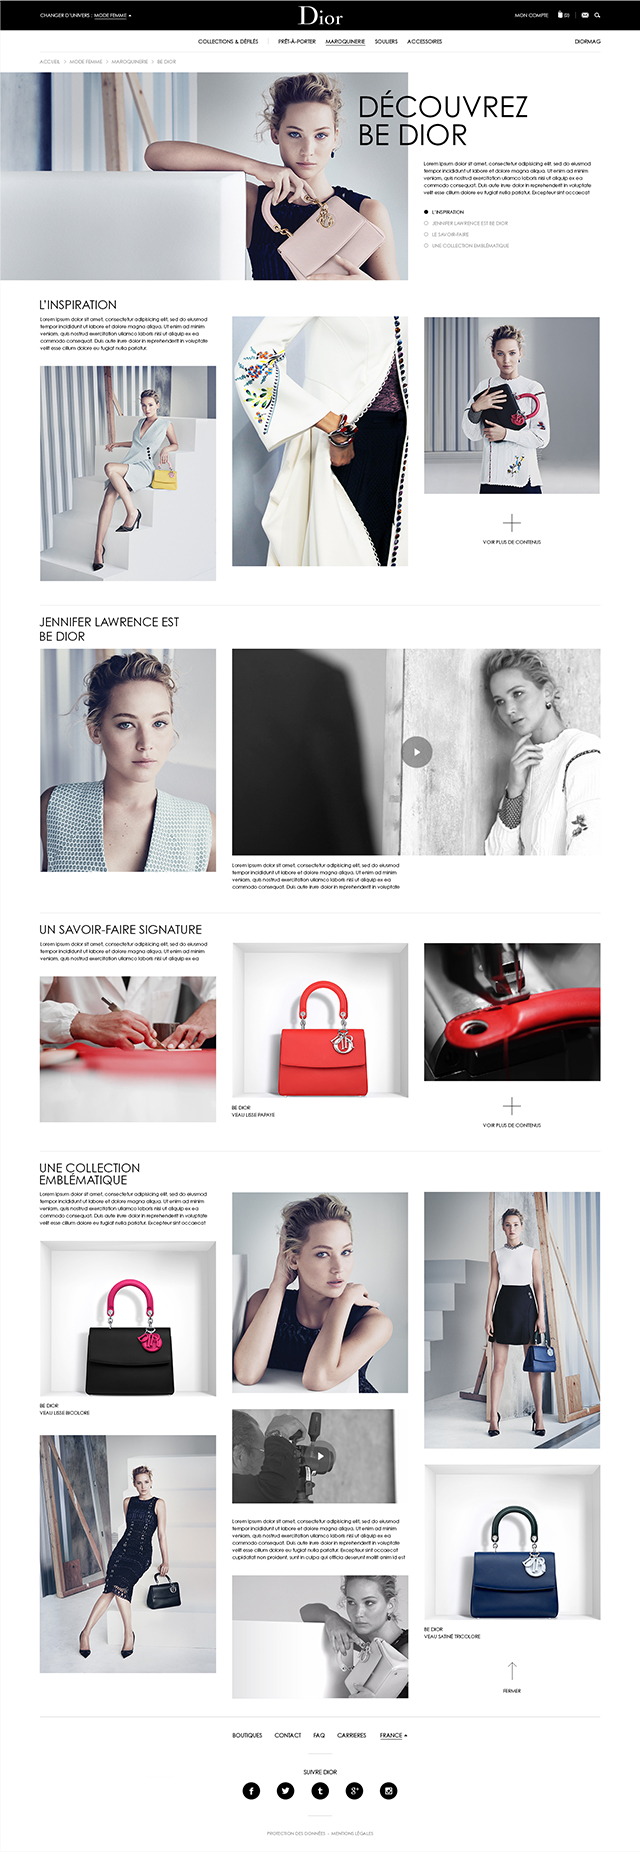 CHANGER D'UNIVERS : MODE FEMME
Dior
MON COMPTE
(0)
COLLECTIONS & DÉFILÉS
PRÊT-À-PORTER
MAROQUINERIE
SOULIERS
ACCESSOIRES
DIORMAG
ACCUEIL > MODE FEMME > MAROQUINERIE > BE DIOR
DÉCOUVREZ
BE DIOR
Lorem ipsum dolor sit amet, consectetur adipisicing elit, sed do eiusmod
tempor incididunt ut labore et dolore magna aliqua. Ut enim ad minim
veniam, quis nostrud exercitation ullamco laboris nisi ut aliquip ex ea
commodo consequat. Duis aute irure dolor in reprehenderit in voluptate
velit esse cillum dolore eu fugiat nulla pariatur. Excepteur sint occaecat
L'INSPIRATION
JENNIFER LAWRENCE EST BE DIOR
LE SAVOIR-FAIRE
UNE COLLECTION EMBLÉMATIQUE
L'INSPIRATION
Lorem ipsum dolor sit amet, consectetur adipisicing elit, sed do eiusmod
tempor incididunt ut labore et dolore magna aliqua. Ut enim ad minim
veniam, quis nostrud exercitation ullamco laboris nisi ut aliquip ex ea
commodo consequat. Duis aute irure dolor in reprehenderit in voluptate
velit esse cillum dolore eu fugiat nulla pariatur.
VOIR PLUS DE CONTENUS
JENNIFER LAWRENCE EST
BE DIOR
Lorem ipsum dolor sit amet, consectetur adipisicing elit, sed do eiusmod
tempor incididunt ut labore et dolore magna aliqua. Ut enim ad minim
veniam, quis nostrud exercitation ullamco laboris nisi ut aliquip ex ea
commodo consequat. Duis aute irure dolor in reprehenderit in voluptate
UN SAVOIR-FAIRE SIGNATURE
Lorem ipsum dolor sit amet, consectetur adipisicing elit, sed do eiusmod
tempor incididunt ut labore et dolore magna aliqua. Ut enim ad minim
veniam, quis nostrud exercitation ullamco laboris nisi ut aliquip ex ea
BE DIOR
VEAU LISSE PAPAYE
VOIR PLUS DE CONTENUS
UNE COLLECTION
EMBLÉMATIQUE
Lorem ipsum dolor sit amet, consectetur adipisicing elit, sed do eiusmod
tempor incididunt ut labore et dolore magna aliqua. Ut enim ad minim
veniam, quis nostrud exercitation ullamco laboris nisi ut aliquip ex ea
commodo consequat. Duis aute irure dolor in reprehenderit in voluptate
velit esse cillum dolore eu fugiat nulla pariatur. Excepteur sint occaecat
BE DIOR
VEAU LISSE BICOLORE
Lorem ipsum dolor sit amet, consectetur adipisicing elit, sed do eiusmod
tempor incididunt ut labore et dolore magna aliqua. Ut enim ad minim
veniam, quis nostrud exercitation ullamco laboris nisi ut aliquip ex ea
commodo consequat. Duis aute irure dolor in reprehenderit in voluptate
velit esse cillum dolore eu fugiat nulla pariatur. Excepteur sint occaecat
cupidatat non proident, sunt in culpa qui officia deserunt mollit anim id est
BE DIOR
VEAU SATINÉ TRICOLORE
FERMER
BOUTIQUES
CONTACT
FAQ
CARRIERES
FRANCE
SUIVRE DIOR
PROTECTION DES DONNÉES - MENTIONS LÉGALES